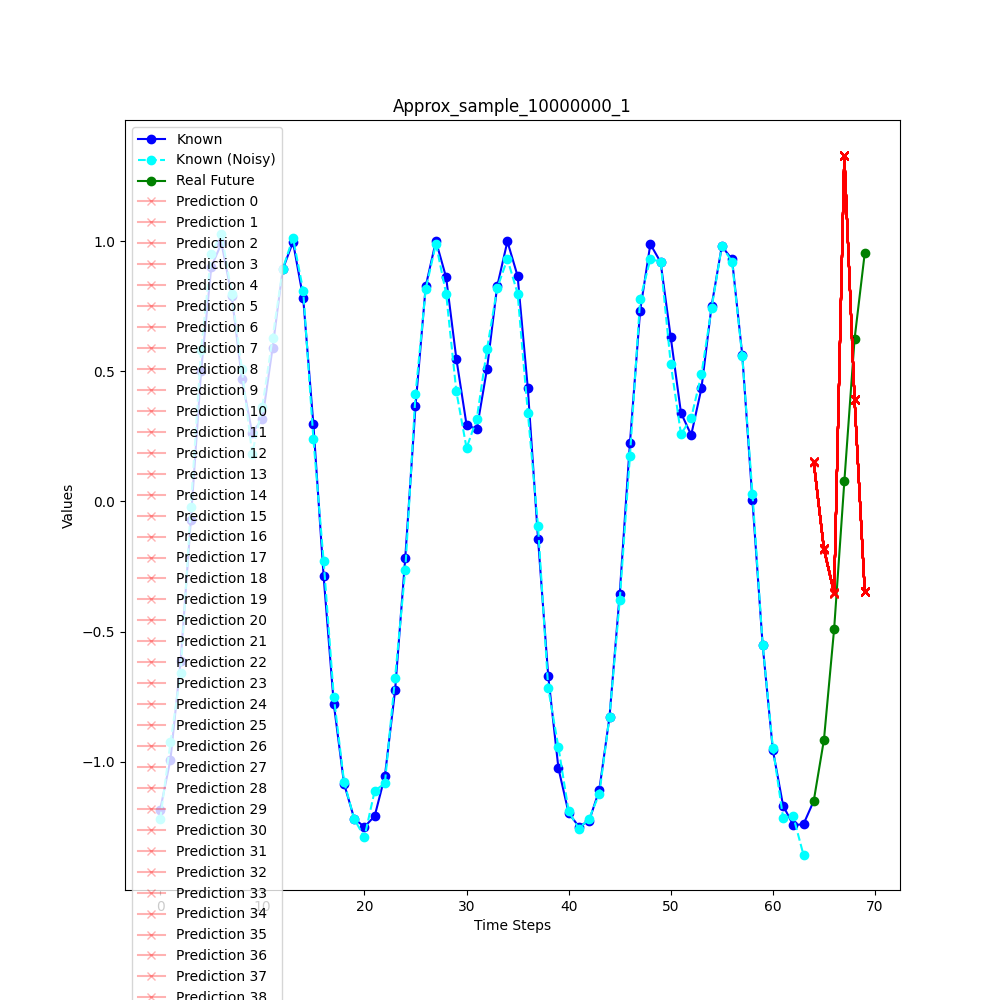 Approx_sample_10000000_1
Known
Known (Noisy)
Real Future
Prediction 0
Prediction 1
Prediction 2
Prediction 3
Prediction 4
Prediction 5
Prediction 6
Prediction 7
Prediction 8
Prediction 9
Prediction 10
Prediction 11
Prediction 12
Prediction 13
Prediction 14
Prediction 15
Prediction 16
Prediction 17
Prediction 18
Prediction 19
Prediction 20
Prediction 21
Prediction 22
Prediction 23
Prediction 24
Prediction 25
Prediction 26
Prediction 27
Prediction 28
Prediction 29
Prediction 30
Prediction 31
Prediction 32
Prediction 33
Prediction 34
Prediction 35
Prediction 36
Prediction 37
Prediction 38
1.0
0.5
0.0
−0.5
−1.0
Values
0 10 20 30 40 50 60 70
Time Steps